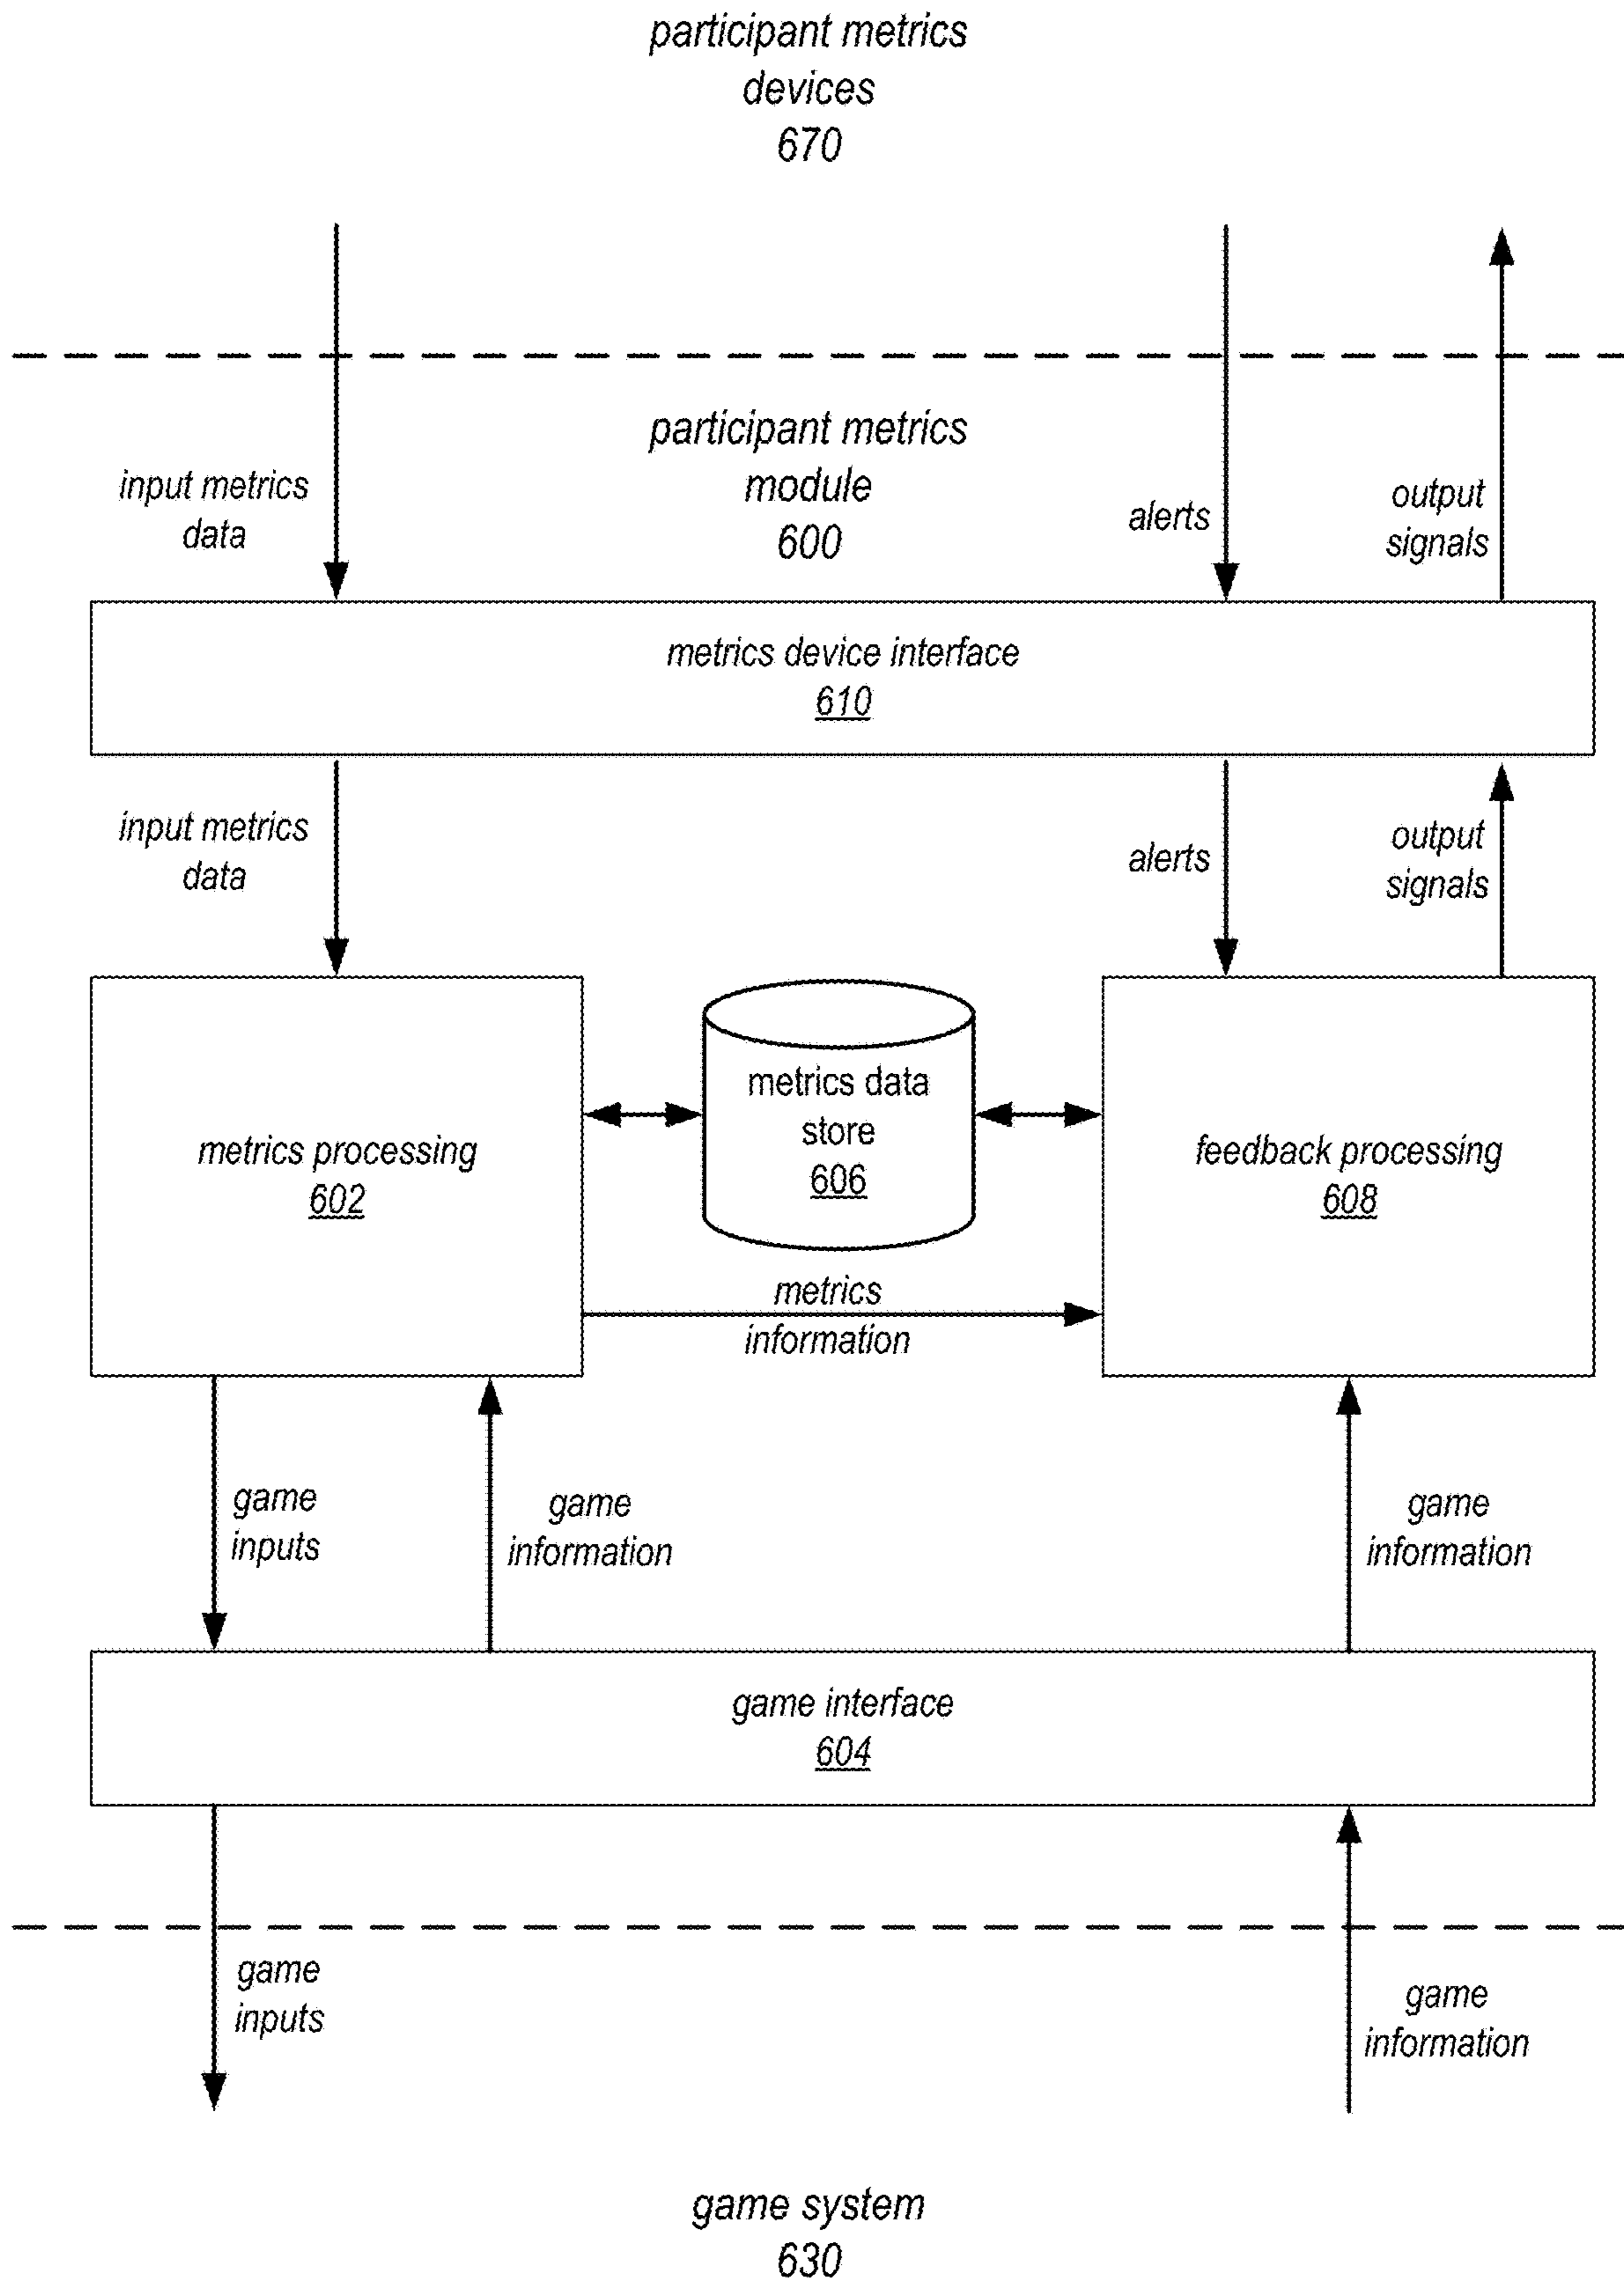 participant metrics
devices
670
participant metrics
module
600
input metrics
data
alerts
output
signals
metrics device interface
610
input metrics
data
alerts
output
signals
metrics processing
602
metrics data
store
606
feedback processing
608
metrics
information
game
inputs
game
information
game
information
game interface
604
game
inputs
game
information
game system
630